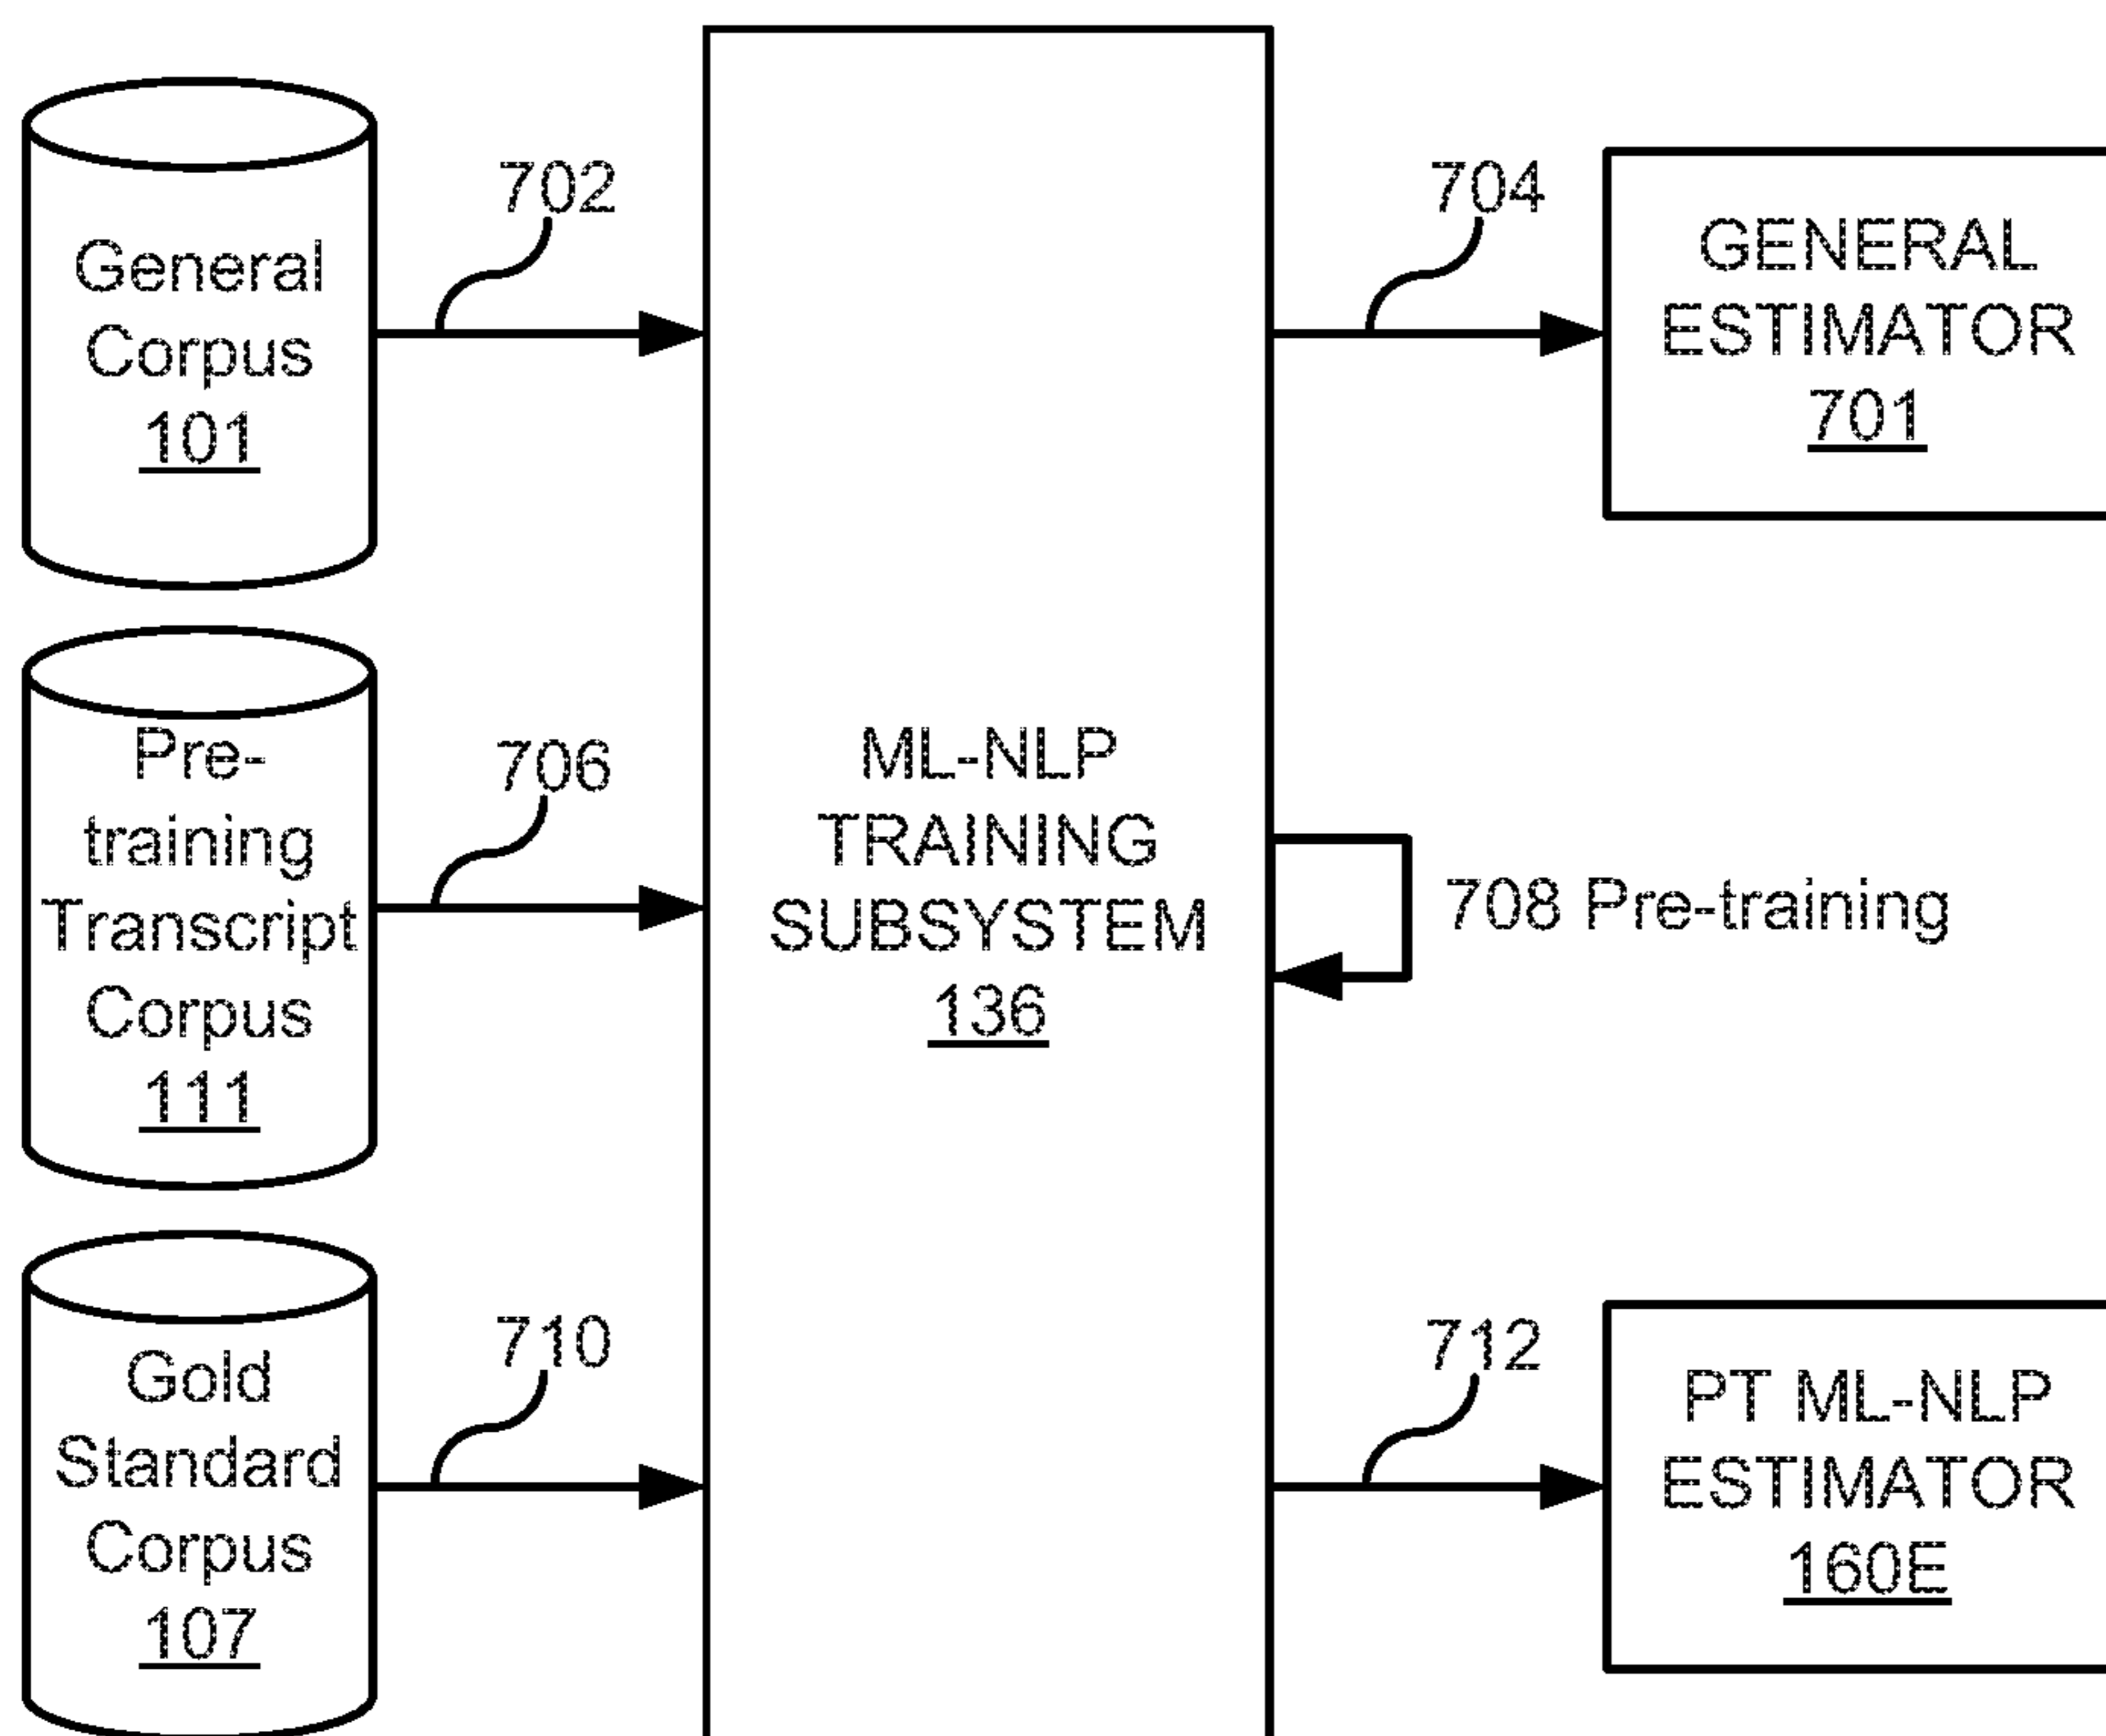 General
Corpus
101
702
704
GENERAL
ESTIMATOR
701
Pre-
training
Transcript
Corpus
111
706
ML-NLP
TRAINING
SUBSYSTEM
136
708 Pre-training
Gold
Standard
Corpus
107
710
712
PT ML-NLP
ESTIMATOR
160E